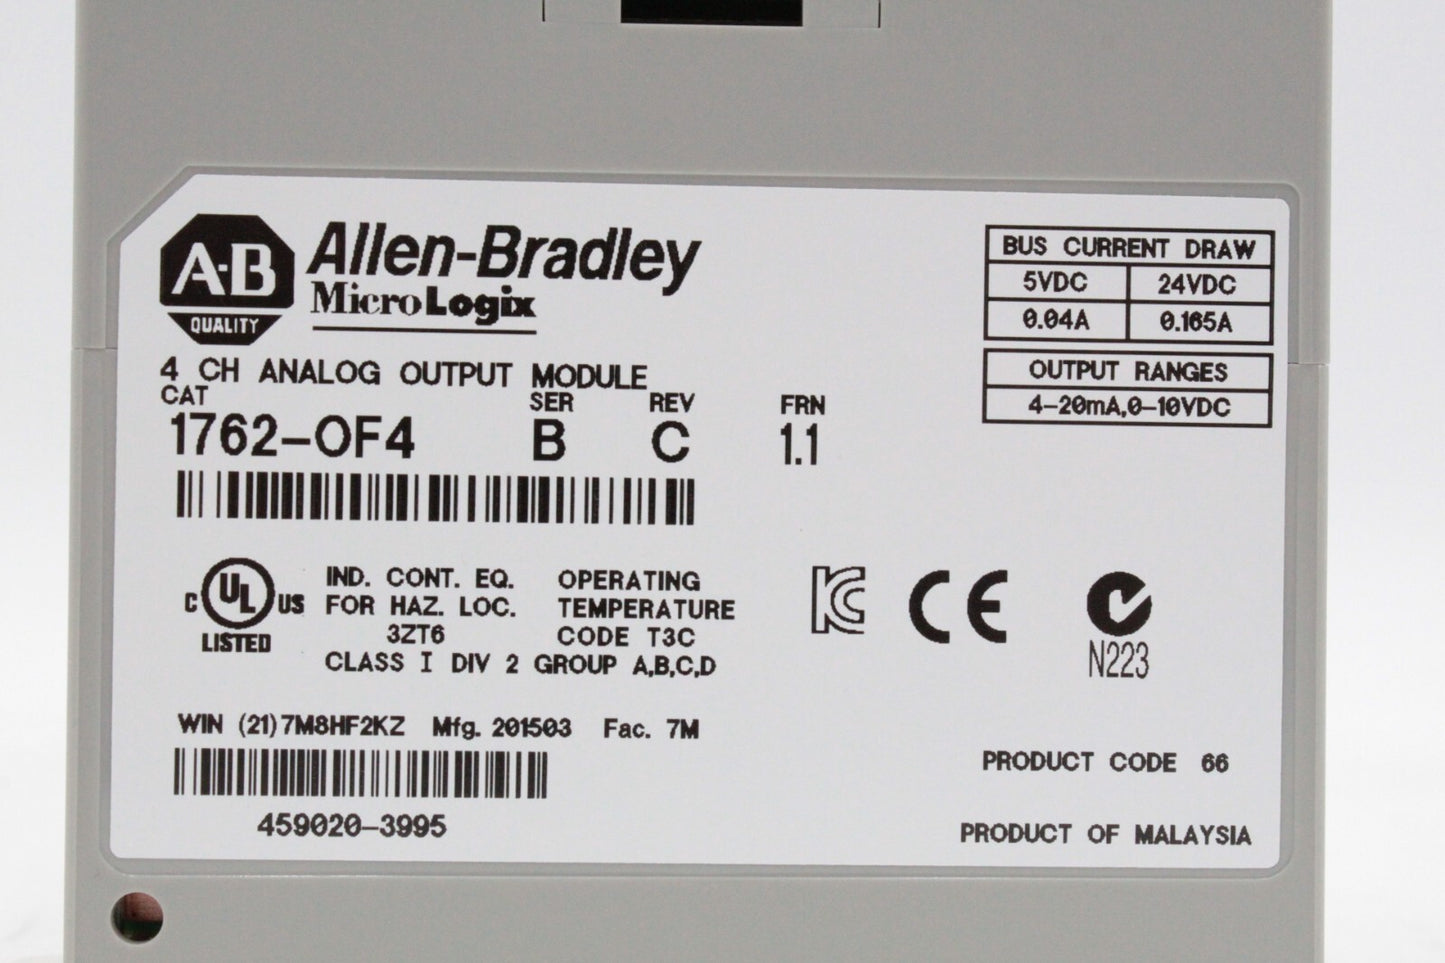 A-B
QUALITY
Allen-Bradley
MicroLogix
4 CH ANALOG OUTPUT MODULE
CAT SER REV FRN
1762-OF4 B C 1.1
BUS CURRENT DRAW
5VDC 24VDC
0.04A 0.165A
OUTPUT RANGES
4-20mA,0-10VDC
C UL US
LISTED
IND. CONT. EQ.
FOR HAZ. LOC.
3ZT6
OPERATING
TEMPERATURE
CODE T3C
CLASS I DIV 2 GROUP A,B,C,D
KC
CE
N223
WIN (21)7M8HF2KZ Mfg. 201503 Fac. 7M
459020-3995
PRODUCT CODE 66
PRODUCT OF MALAYSIA